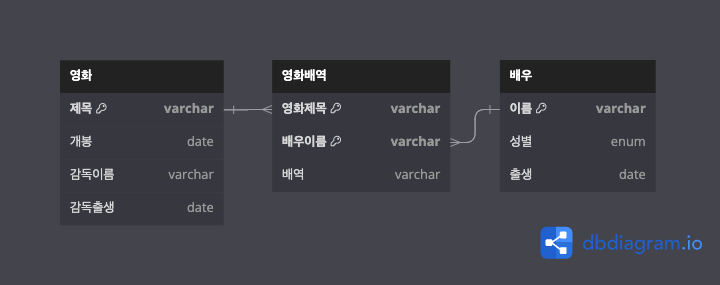 영화
제목 varchar
개봉 date
감독이름 varchar
감독출생 date
영화배역
영화제목 varchar
배우이름 varchar
배역 varchar
배우
이름 varchar
성별 enum
출생 date
dbdiagram.io